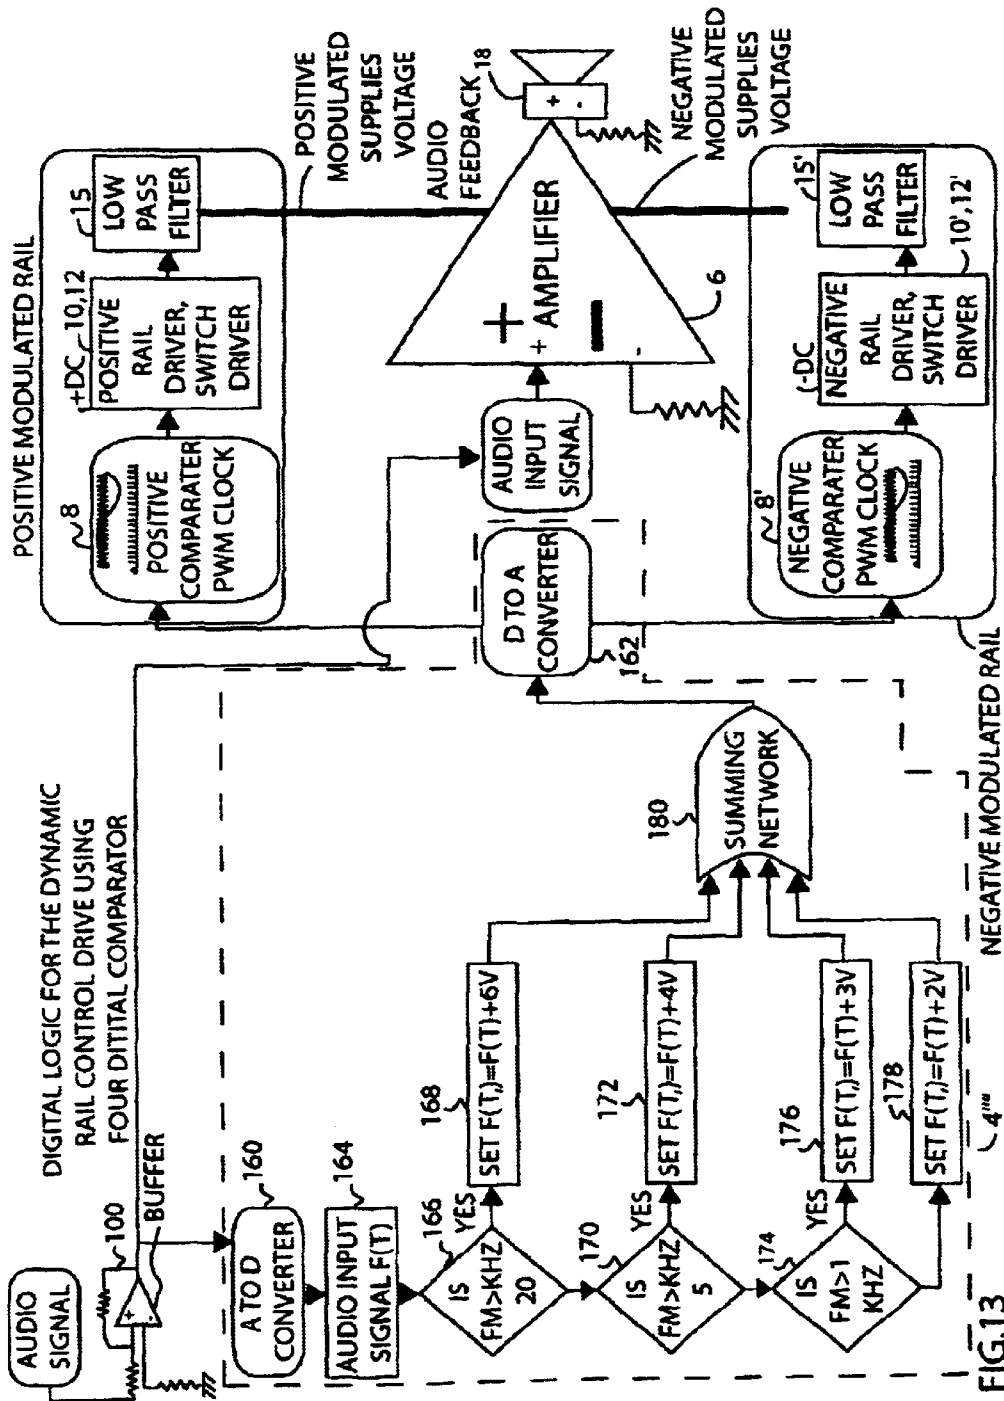 DIGITAL LOGIC FOR THE DYNAMIC
RAIL CONTROL DRIVE USING
FOUR DITITAL COMPARATOR
AUDIO
SIGNAL
100
+
-
BUFFER
A TO D
CONVERTER
160
AUDIO INPUT
SIGNAL F(T)
164
IS
FM>KHZ
20
166
YES
SET F(T,)=F(T)+6V
168
IS
FM>KHZ
5
170
YES
SET F(T,)=F(T)+4V
172
IS
FM>1
KHZ
174
YES
SET F(T,)=F(T)+3V
176
SET F(T,)=F(T)+2V
178
4''''
SUMMING
NETWORK
180
D TO A
CONVERTER
162
POSITIVE MODULATED RAIL
8
POSITIVE
COMPARATER
PWM CLOCK
+DC
10,12
POSITIVE
RAIL
DRIVER,
SWITCH
DRIVER
15
LOW
PASS
FILTER
POSITIVE
MODULATED
SUPPLIES
VOLTAGE
AUDIO
FEEDBACK
18
+
-
AUDIO
INPUT
SIGNAL
+
+
AMPLIFIER
-
-
6
NEGATIVE
MODULATED
SUPPLIES
VOLTAGE
8'
NEGATIVE
COMPARATER
PWM CLOCK
(-DC
NEGATIVE
RAIL
DRIVER,
SWITCH
DRIVER
10',12'
15'
LOW
PASS
FILTER
NEGATIVE MODULATED RAIL
FIG.13